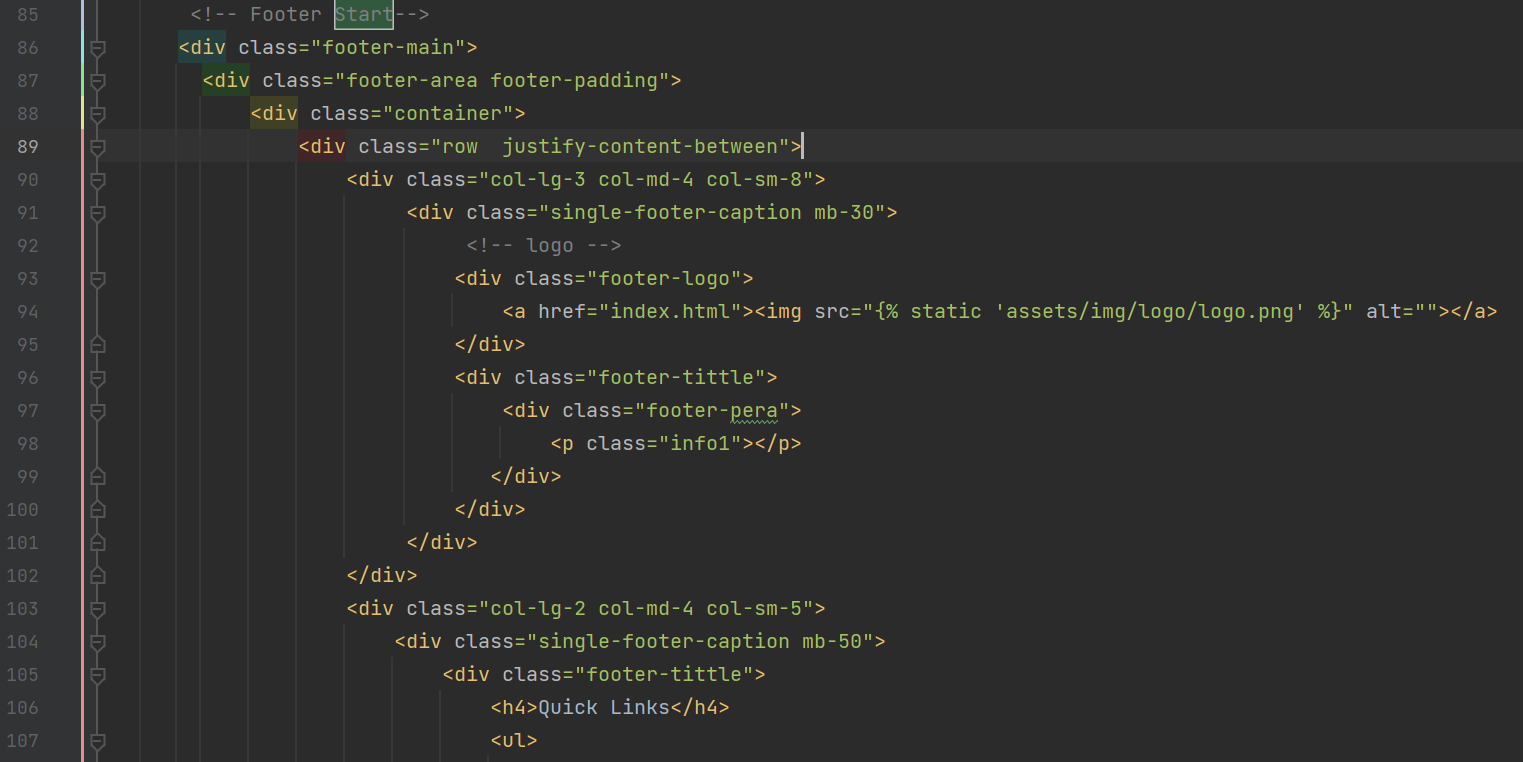 85 <!-- Footer Start-->
86 <div class="footer-main">
87 <div class="footer-area footer-padding">
88 <div class="container">
89 <div class="row  justify-content-between">
90 <div class="col-lg-3 col-md-4 col-sm-8">
91 <div class="single-footer-caption mb-30">
92 <!-- logo -->
93 <div class="footer-logo">
94 <a href="index.html"><img src="{% static 'assets/img/logo/logo.png' %}" alt=""></a>
95 </div>
96 <div class="footer-tittle">
97 <div class="footer-pera">
98 <p class="info1"></p>
99 </div>
100 </div>
101 </div>
102 </div>
103 <div class="col-lg-2 col-md-4 col-sm-5">
104 <div class="single-footer-caption mb-50">
105 <div class="footer-tittle">
106 <h4>Quick Links</h4>
107 <ul>